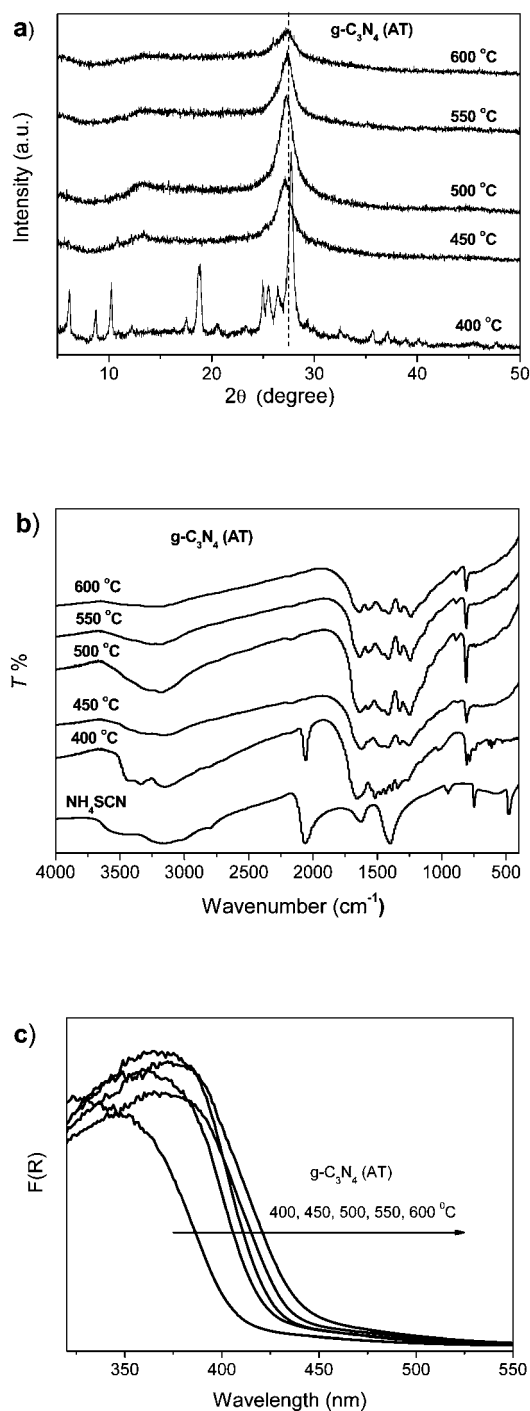 a)
g-C₃N₄ (AT)
600 °C
550 °C
500 °C
450 °C
400 °C
Intensity (a.u.)
10 20 30 40 50
2θ (degree)
b)
g-C₃N₄ (AT)
600 °C
550 °C
500 °C
450 °C
400 °C
NH₄SCN
T %
4000 3500 3000 2500 2000 1500 1000 500
Wavenumber (cm⁻¹)
c)
g-C₃N₄ (AT)
400, 450, 500, 550, 600 ⁰C
F(R)
350 400 450 500 550
Wavelength (nm)